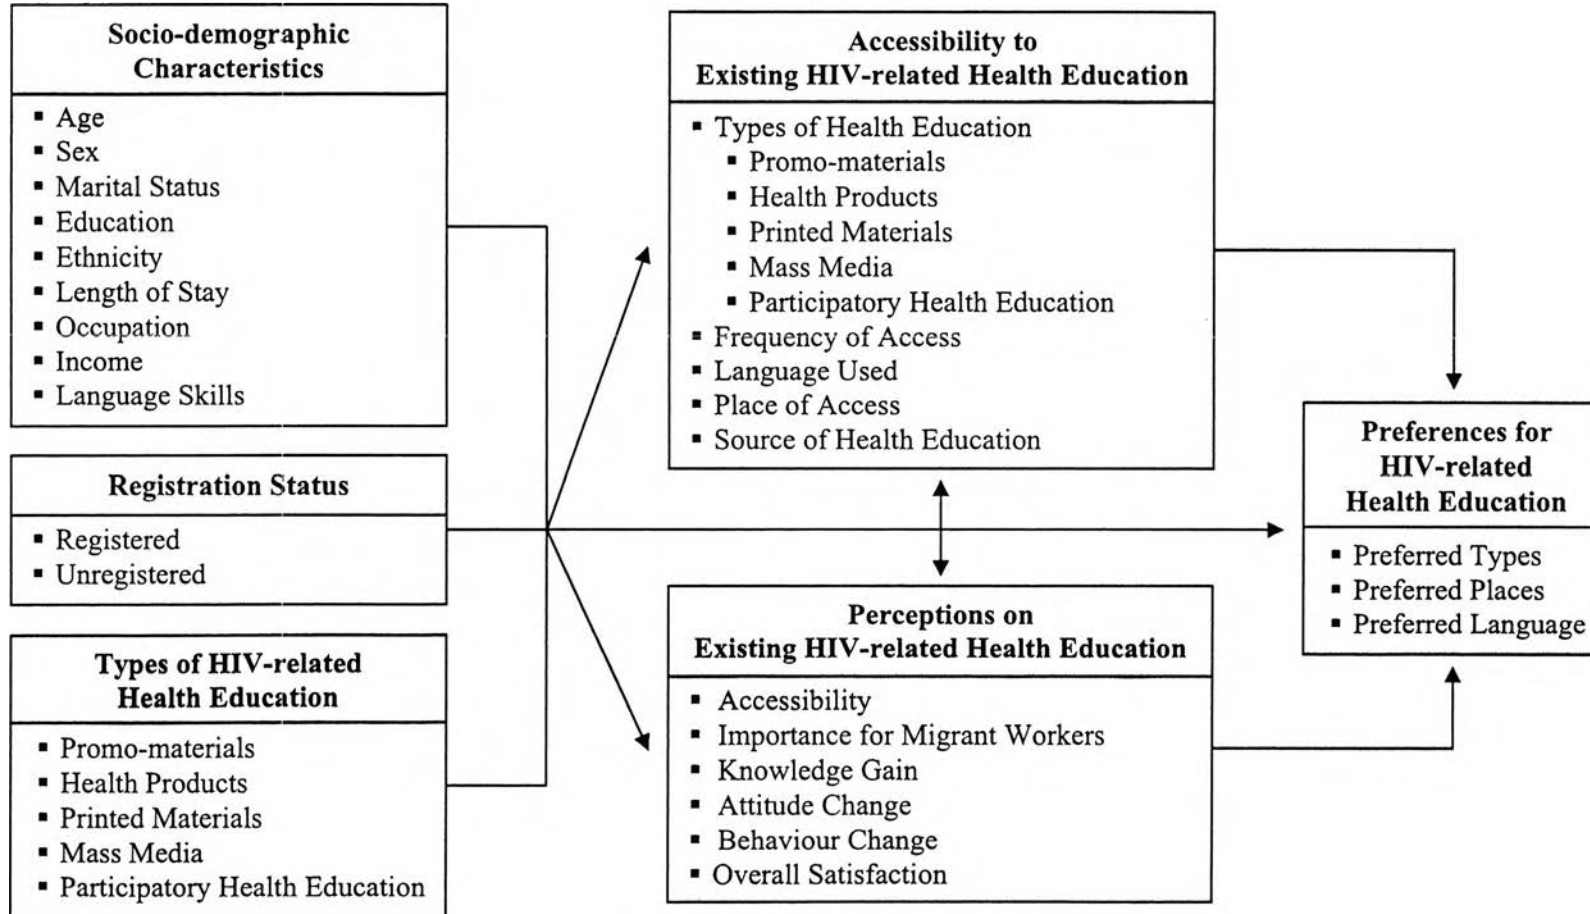 Socio-demographic
Characteristics
▪ Age
▪ Sex
▪ Marital Status
▪ Education
▪ Ethnicity
▪ Length of Stay
▪ Occupation
▪ Income
▪ Language Skills
Registration Status
▪ Registered
▪ Unregistered
Types of HIV-related
Health Education
▪ Promo-materials
▪ Health Products
▪ Printed Materials
▪ Mass Media
▪ Participatory Health Education
Accessibility to
Existing HIV-related Health Education
▪ Types of Health Education
▪ Promo-materials
▪ Health Products
▪ Printed Materials
▪ Mass Media
▪ Participatory Health Education
▪ Frequency of Access
▪ Language Used
▪ Place of Access
▪ Source of Health Education
Perceptions on
Existing HIV-related Health Education
▪ Accessibility
▪ Importance for Migrant Workers
▪ Knowledge Gain
▪ Attitude Change
▪ Behaviour Change
▪ Overall Satisfaction
Preferences for
HIV-related
Health Education
▪ Preferred Types
▪ Preferred Places
▪ Preferred Language